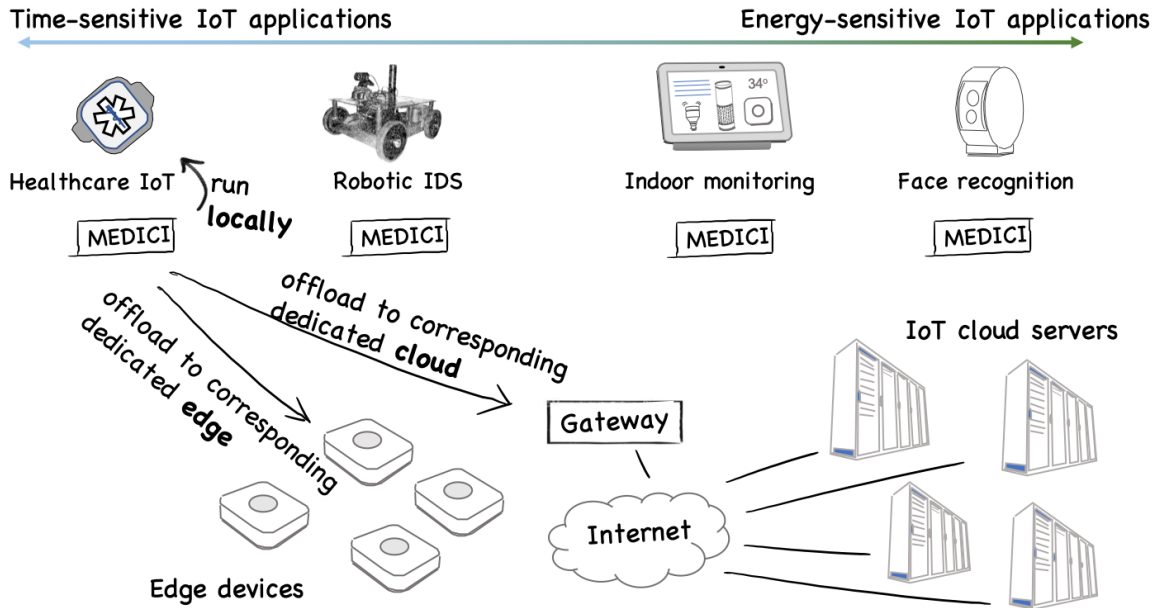 Time-sensitive IoT applications
Energy-sensitive IoT applications
34°
Healthcare IoT
Robotic IDS
Indoor monitoring
Face recognition
run
locally
MEDICI
MEDICI
MEDICI
MEDICI
offload to corresponding
dedicated cloud
offload to corresponding
dedicated edge
IoT cloud servers
Gateway
Internet
Edge devices